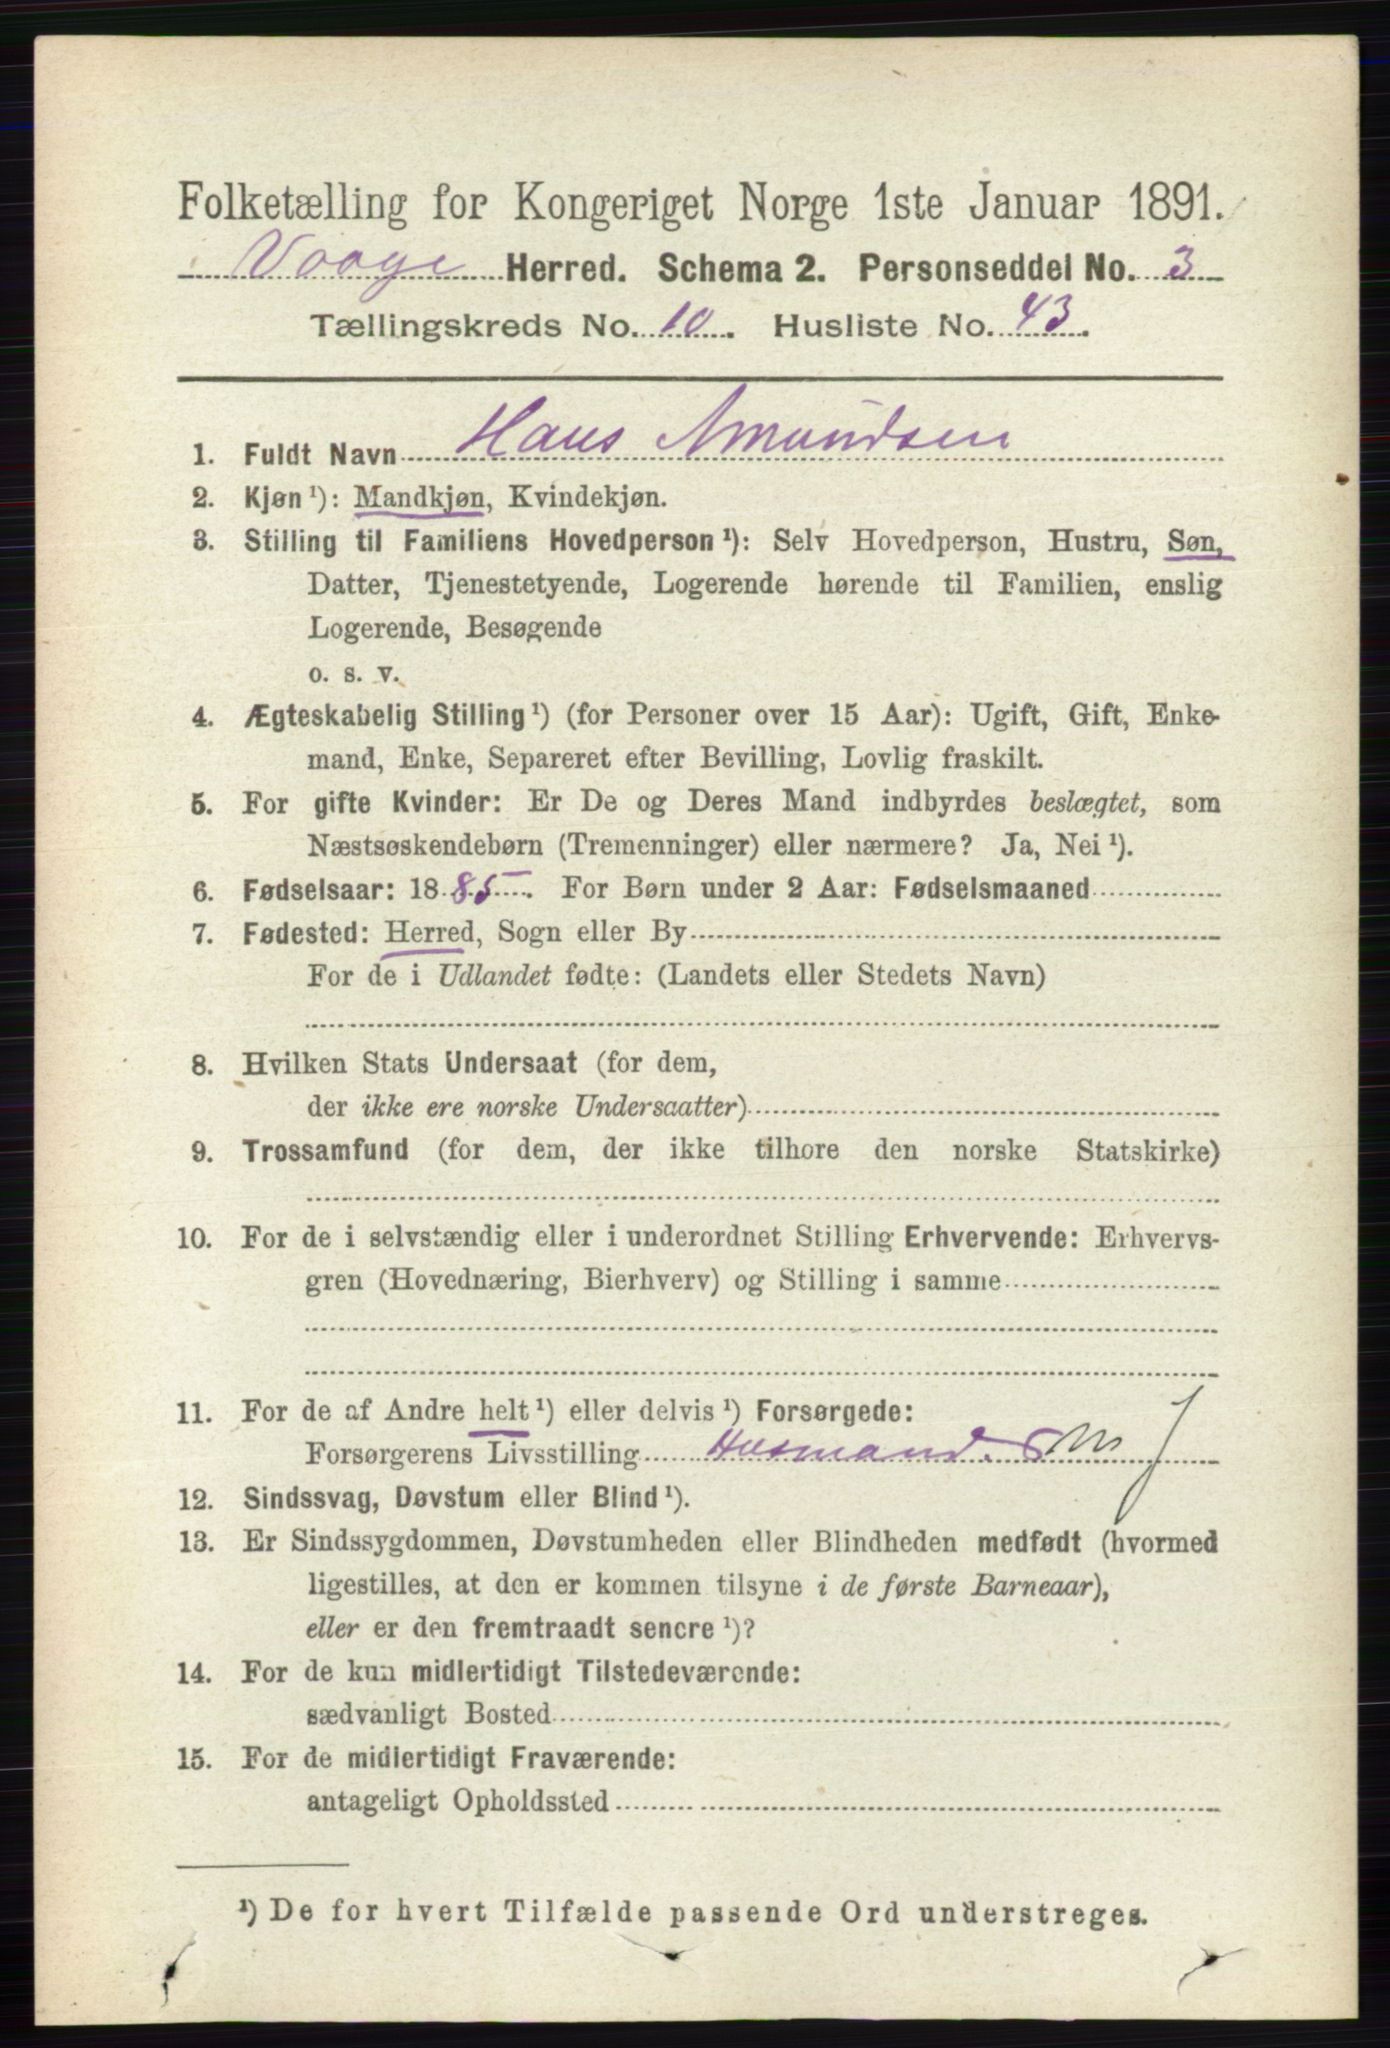 Folketælling for Kongeriget Norge 1ste Januar 1891.
Vaage Herred. Schema 2. Personseddel No. 3
Tællingskreds No. 10. Husliste No. 43.
1. Fuldt Navn Hans Amundsen
2. Kjøn ¹): Mandkjøn, Kvindekjøn.
3. Stilling til Familiens Hovedperson ¹): Selv Hovedperson, Hustru, Søn,
Datter, Tjenestetyende, Logerende hørende til Familien, enslig
Logerende, Besøgende
o. s. v.
4. Ægteskabelig Stilling ¹) (for Personer over 15 Aar): Ugift, Gift, Enke-
mand, Enke, Separeret efter Bevilling, Lovlig fraskilt.
5. For gifte Kvinder: Er De og Deres Mand indbyrdes beslægtet, som
Næstsøskendebørn (Tremenninger) eller nærmere? Ja, Nei ¹).
6. Fødselsaar: 1885. For Børn under 2 Aar: Fødselsmaaned
7. Fødested: Herred, Sogn eller By
For de i Udlandet fødte: (Landets eller Stedets Navn)
8. Hvilken Stats Undersaat (for dem,
der ikke ere norske Undersaatter)
9. Trossamfund (for dem, der ikke tilhore den norske Statskirke)
10. For de i selvstændig eller i underordnet Stilling Erhvervende: Erhvervs-
gren (Hovednæring, Bierhverv) og Stilling i samme
11. For de af Andre helt ¹) eller delvis ¹) Forsørgede:
Forsørgerens Livsstilling Husmand.
12. Sindssvag, Døvstum eller Blind ¹).
13. Er Sindssygdommen, Døvstumheden eller Blindheden medfødt (hvormed
ligestilles, at den er kommen tilsyne i de første Barneaar),
eller er den fremtraadt senere ¹)?
14. For de kun midlertidigt Tilstedeværende:
sædvanligt Bosted
15. For de midlertidigt Fraværende:
antageligt Opholdssted
¹) De for hvert Tilfælde passende Ord understreges.